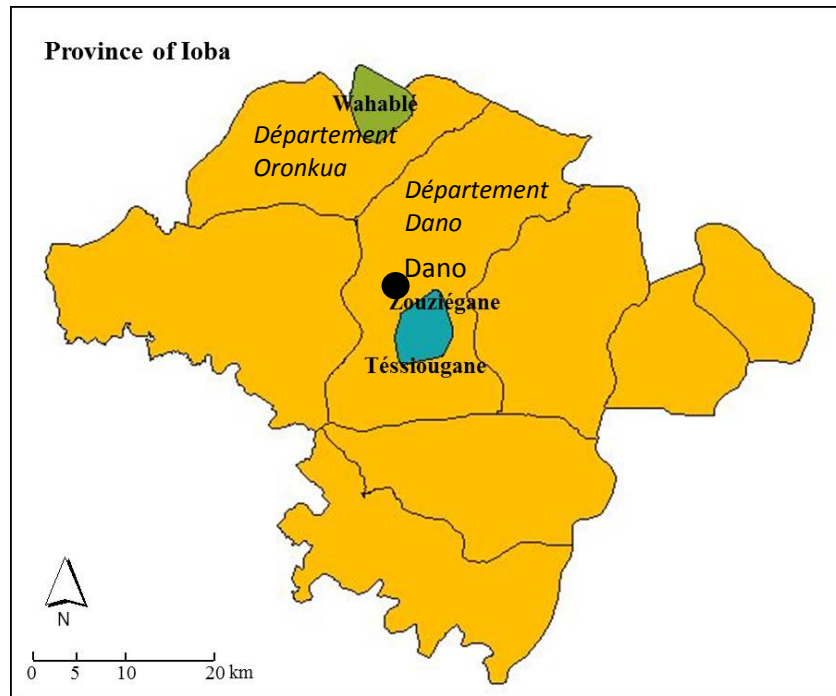 Province of Ioba
Wahablé
Département
Oronkua
Département
Dano
Dano
Zouziégane
Téssiougane
N
0 5 10 20 km